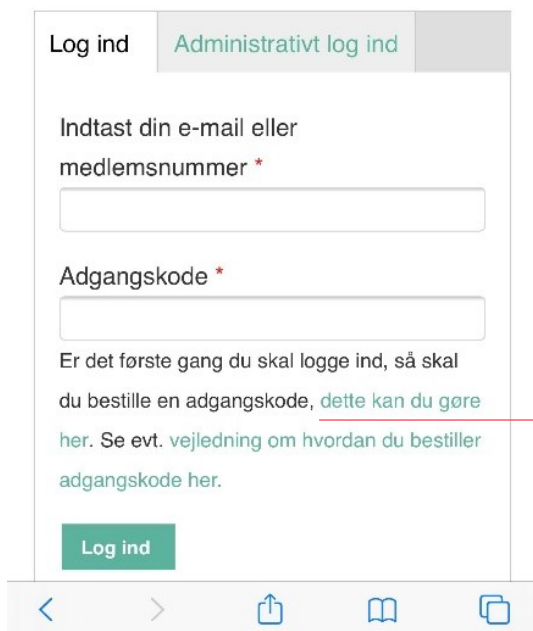 Log ind
Administrativt log ind
Indtast din e-mail eller
medlemsnummer *
Adgangskode *
Er det første gang du skal logge ind, så skal
du bestille en adgangskode, dette kan du gøre
her. Se evt. vejledning om hvordan du bestiller
adgangskode her.
Log ind